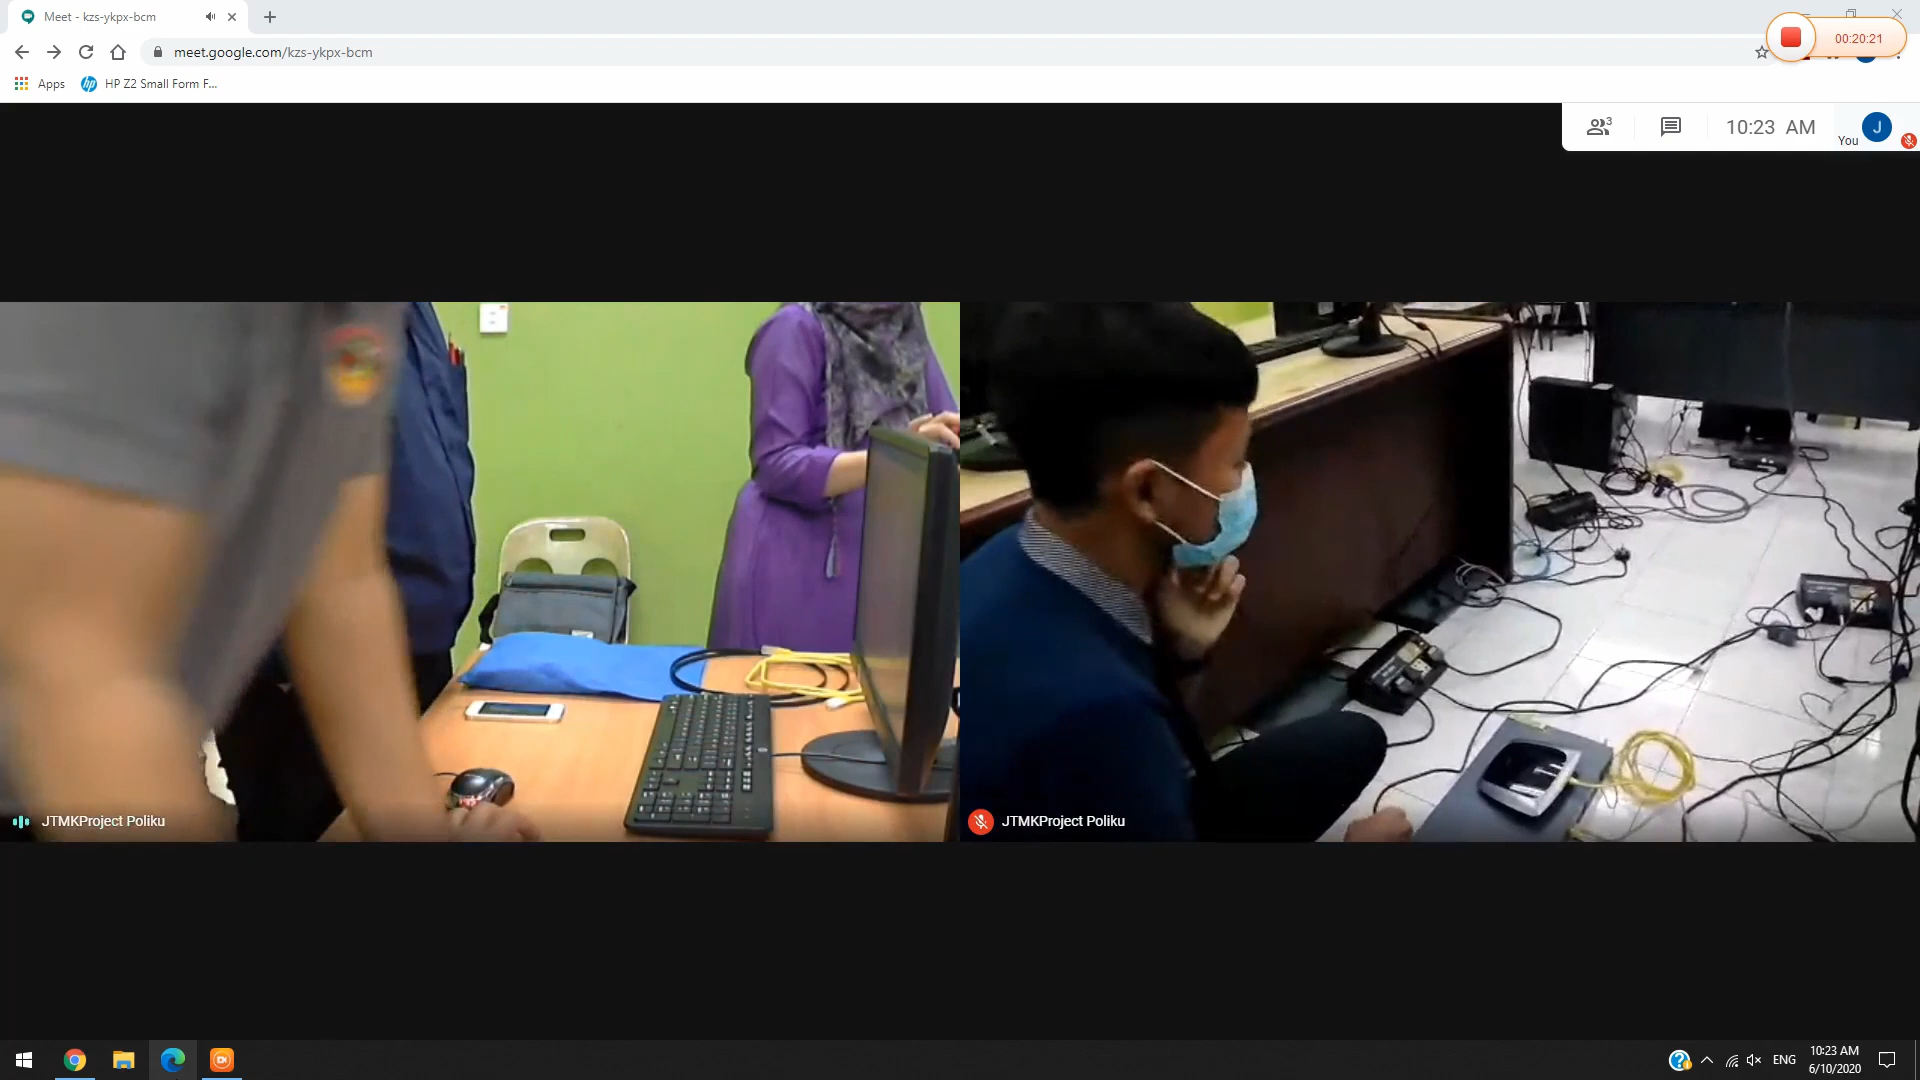 Meet - kzs-ykpx-bcm
meet.google.com/kzs-ykpx-bcm
00:20:21
Apps
HP Z2 Small Form F...
3
10:23 AM
You
J
JTMKProject Poliku
JTMKProject Poliku
ENG
10:23 AM
6/10/2020